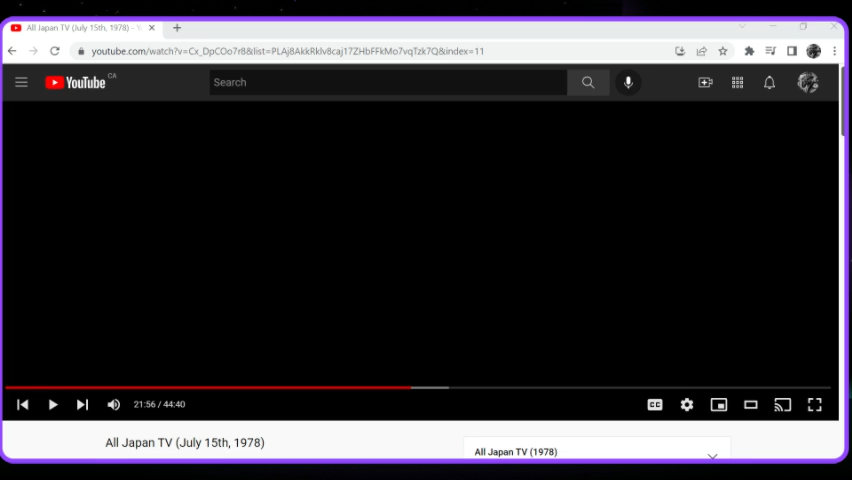 All Japan TV (July 15th, 1978) -
youtube.com/watch?v=Cx_DpCOo7r8&list=PLAj8AkkRklv8caj17ZHbFFkMo7vqTzk7Q&index=11
YouTube CA
Search
21:56 / 44:40
CC
All Japan TV (July 15th, 1978)
All Japan TV (1978)